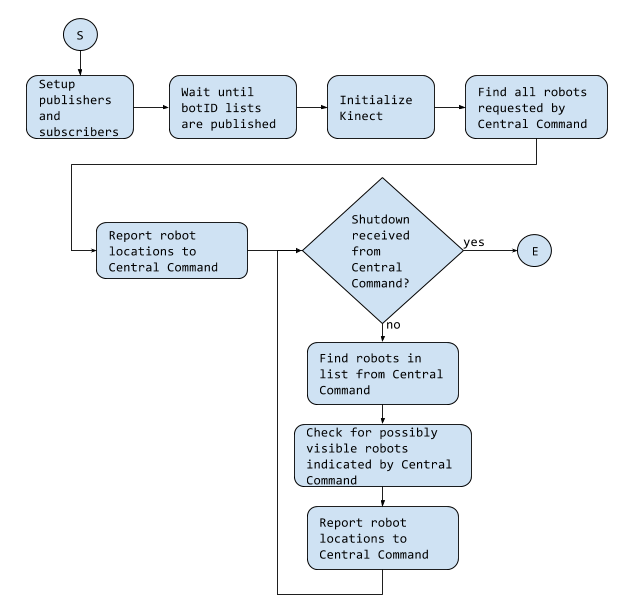 S
Setup
publishers
and
subscribers
Wait until
botID lists
are published
Initialize
Kinect
Find all robots
requested by
Central Command
Report robot
locations to
Central Command
Shutdown
received
from
Central
Command?
yes
E
no
Find robots in
list from Central
Command
Check for possibly
visible robots
indicated by Central
Command
Report robot
locations to
Central Command